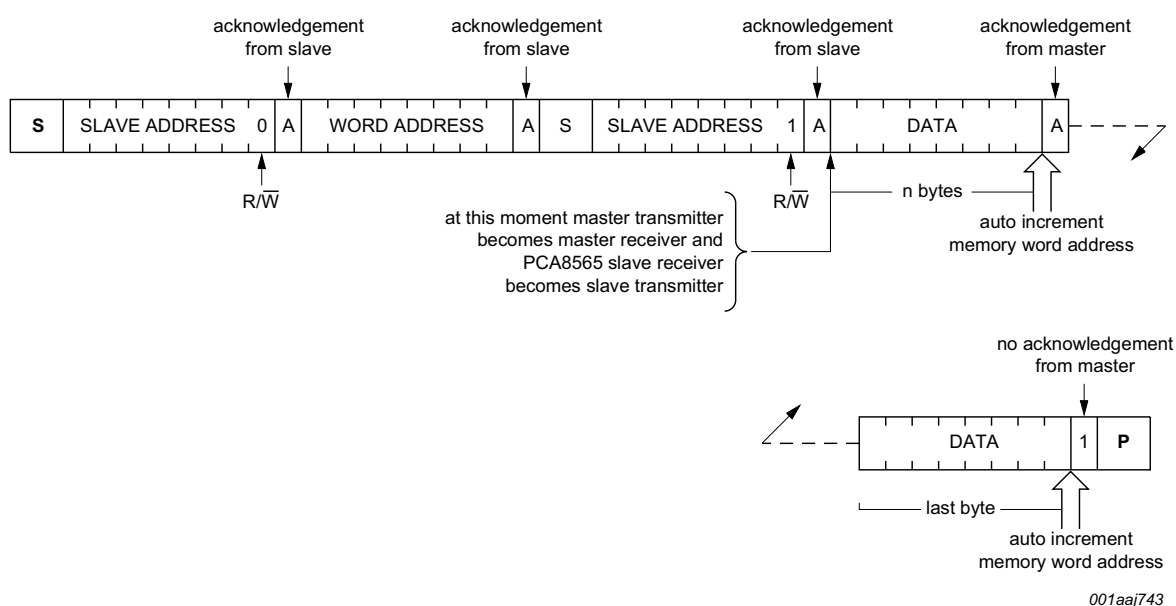 acknowledgement
from slave
acknowledgement
from slave
acknowledgement
from slave
acknowledgement
from master
S SLAVE ADDRESS 0 A WORD ADDRESS A S SLAVE ADDRESS 1 A DATA A
R/W̅
R/W̅
n bytes
at this moment master transmitter
becomes master receiver and
PCA8565 slave receiver
becomes slave transmitter
auto increment
memory word address
no acknowledgement
from master
DATA 1 P
last byte
auto increment
memory word address
001aaj743